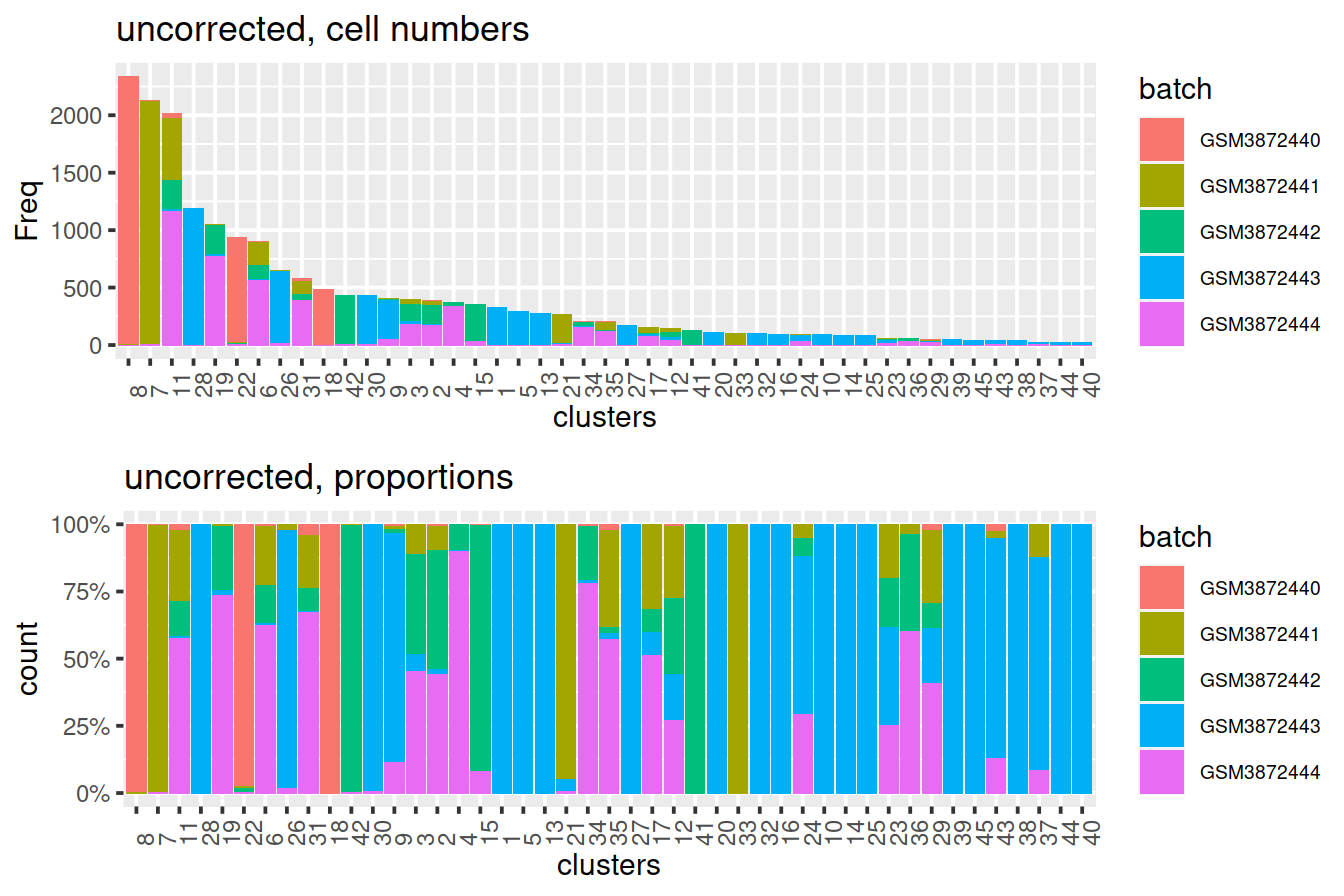 uncorrected, cell numbers
Freq
2000
1500
1000
500
0
8 7 11 28 19 22 6 26 31 18 42 30 9 3 2 4 15 1 5 13 21 34 35 27 17 12 41 20 33 32 16 24 10 14 25 23 36 29 39 45 43 38 37 44 40
clusters
batch
GSM3872440
GSM3872441
GSM3872442
GSM3872443
GSM3872444
uncorrected, proportions
count
100%
75%
50%
25%
0%
8 7 11 28 19 22 6 26 31 18 42 30 9 3 2 4 15 1 5 13 21 34 35 27 17 12 41 20 33 32 16 24 10 14 25 23 36 29 39 45 43 38 37 44 40
clusters
batch
GSM3872440
GSM3872441
GSM3872442
GSM3872443
GSM3872444